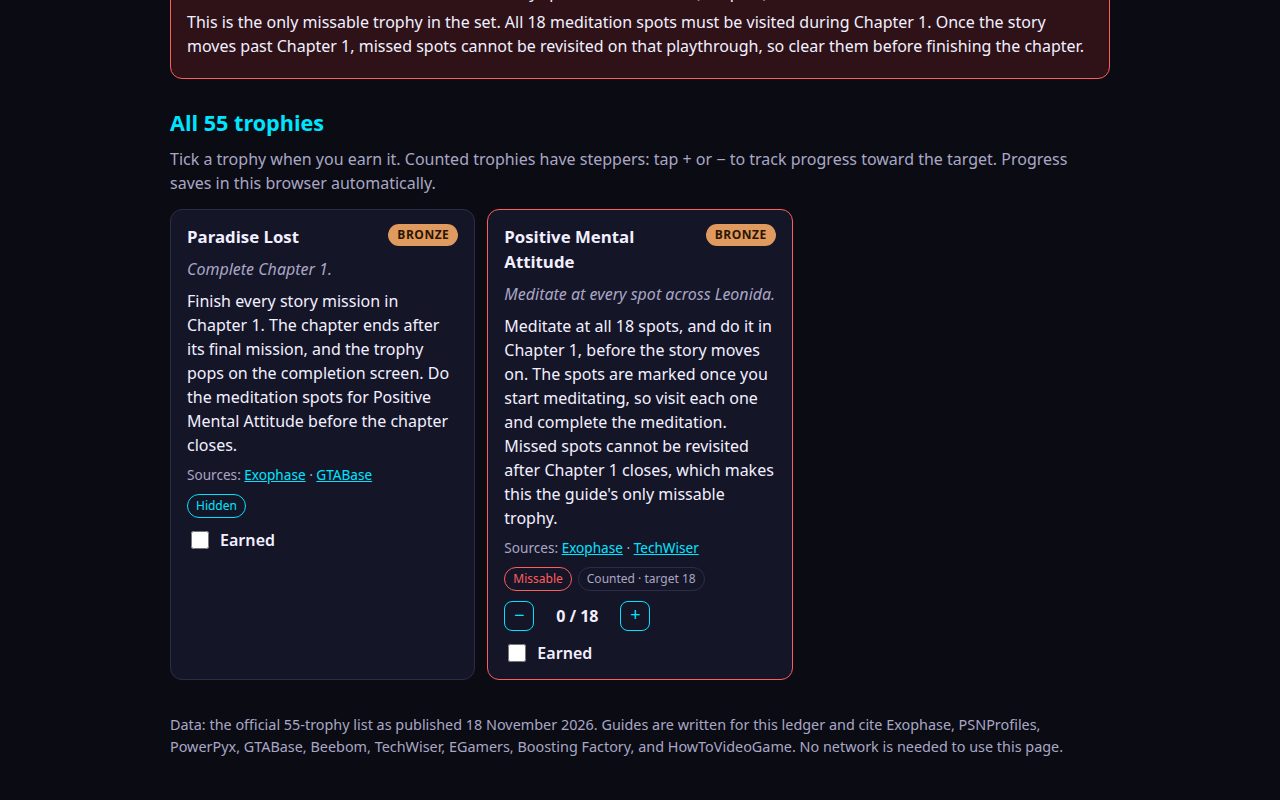 This is the only missable trophy in the set. All 18 meditation spots must be visited during Chapter 1. Once the story
moves past Chapter 1, missed spots cannot be revisited on that playthrough, so clear them before finishing the chapter.
All 55 trophies
Tick a trophy when you earn it. Counted trophies have steppers: tap + or − to track progress toward the target. Progress
saves in this browser automatically.
Paradise Lost
BRONZE
Complete Chapter 1.
Finish every story mission in
Chapter 1. The chapter ends after
its final mission, and the trophy
pops on the completion screen. Do
the meditation spots for Positive
Mental Attitude before the chapter
closes.
Sources: Exophase · GTABase
Hidden
Earned
Positive Mental
Attitude
BRONZE
Meditate at every spot across Leonida.
Meditate at all 18 spots, and do it in
Chapter 1, before the story moves
on. The spots are marked once you
start meditating, so visit each one
and complete the meditation.
Missed spots cannot be revisited
after Chapter 1 closes, which makes
this the guide's only missable
trophy.
Sources: Exophase · TechWiser
Missable
Counted · target 18
− 0 / 18 +
Earned
Data: the official 55-trophy list as published 18 November 2026. Guides are written for this ledger and cite Exophase, PSNProfiles,
PowerPyx, GTABase, Beebom, TechWiser, EGamers, Boosting Factory, and HowToVideoGame. No network is needed to use this page.